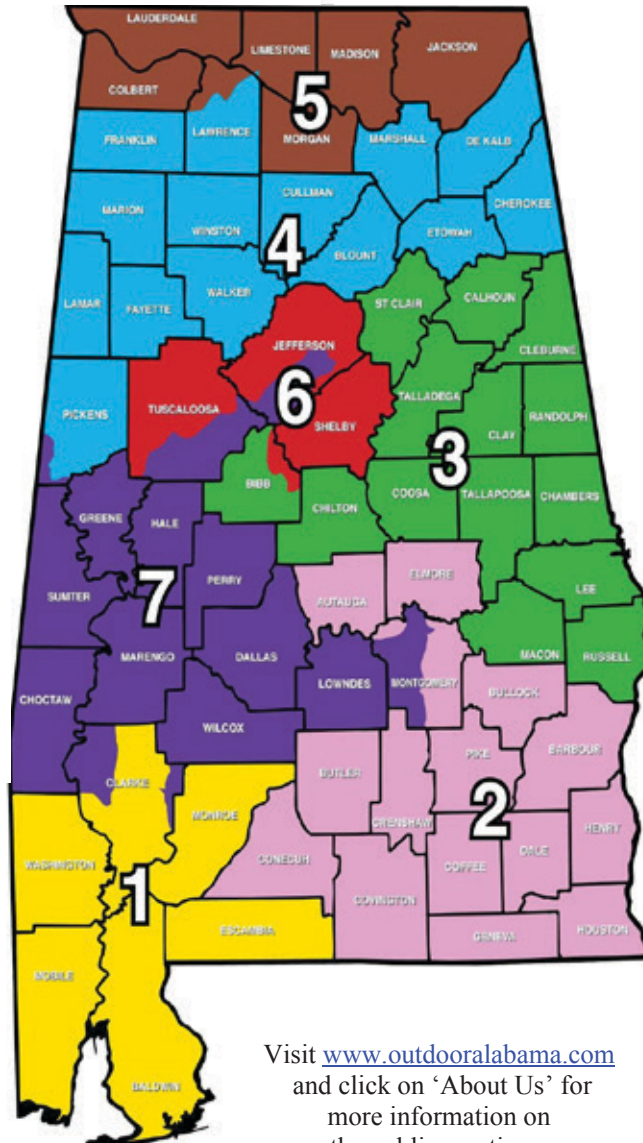 LAUDERDALE
LIMESTONE
MADISON
JACKSON
COLBERT
5
FRANKLIN
LAWRENCE
MORGAN
MARSHALL
DE KALB
MARION
WINSTON
CULLMAN
CHEROKEE
4
ETOWAH
BLOUNT
LAMAR
FAYETTE
WALKER
ST CLAIR
CALHOUN
JEFFERSON
CLEBURNE
PICKENS
TUSCALOOSA
6
TALLADEGA
SHELBY
3
CLAY
RANDOLPH
BIBB
CHILTON
COOSA
TALLAPOOSA
CHAMBERS
GREENE
HALE
7
PERRY
ELMORE
LEE
SUMTER
AUTAUGA
MARENGO
DALLAS
MACON
RUSSELL
CHOCTAW
LOWNDES
MONTGOMERY
BULLOCK
WILCOX
CLARKE
BUTLER
PIKE
BARBOUR
MONROE
CRENSHAW
2
HENRY
WASHINGTON
CONECUH
COFFEE
DALE
1
COVINGTON
ESCAMBIA
GENEVA
HOUSTON
MOBILE
BALDWIN
Visit www.outdooralabama.com
and click on ‘About Us’ for
more information on